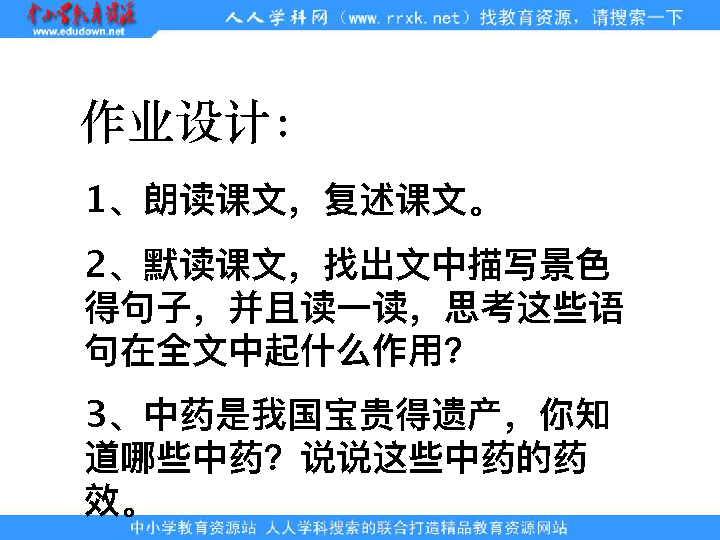 中小学教育资源
www.edudown.net
人人学科网（www.rrxk.net）找教育资源，请搜索一下
作业设计：
1、朗读课文，复述课文。
2、默读课文，找出文中描写景色
得句子，并且读一读，思考这些语
句在全文中起什么作用？
3、中药是我国宝贵得遗产，你知
道哪些中药？说说这些中药的药
效。
中小学教育资源站 人人学科搜索的联合打造精品教育资源网站